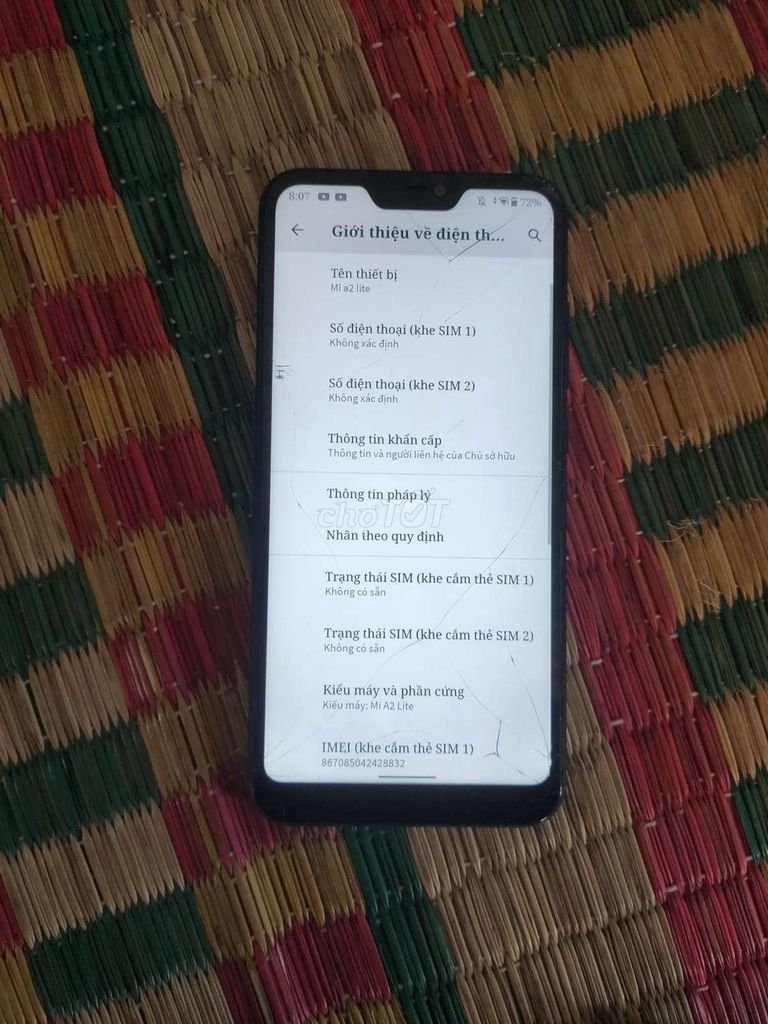 8:07 72%
Giới thiệu về điện th...
Tên thiết bị
Mi a2 lite
Số điện thoại (khe SIM 1)
Không xác định
Số điện thoại (khe SIM 2)
Không xác định
Thông tin khẩn cấp
Thông tin và người liên hệ của Chủ sở hữu
Thông tin pháp lý
chợTỐT
Nhãn theo quy định
Trạng thái SIM (khe cắm thẻ SIM 1)
Không có sẵn
Trạng thái SIM (khe cắm thẻ SIM 2)
Không có sẵn
Kiểu máy và phần cứng
Kiểu máy: Mi A2 Lite
IMEI (khe cắm thẻ SIM 1)
867085042428832